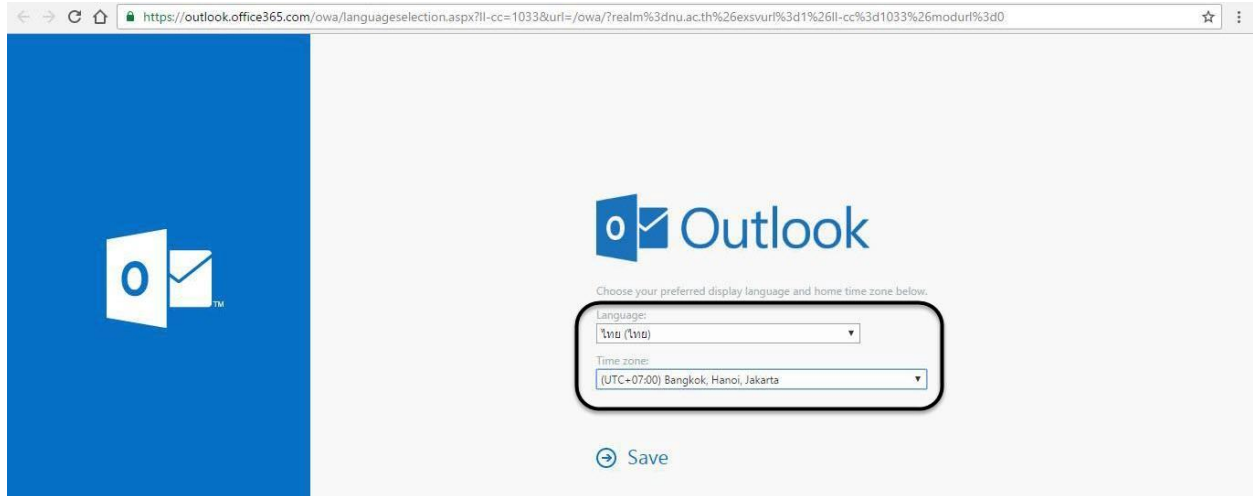 https://outlook.office365.com/owa/languageselection.aspx?ll-cc=1033&url=/owa/?realm%3dnu.ac.th%26exsvurl%3d1%26ll-cc%3d1033%26modurl%3d0
O
TM
O Outlook
Choose your preferred display language and home time zone below.
Language:
ไทย (ไทย)
Time zone:
(UTC+07:00) Bangkok, Hanoi, Jakarta
Save